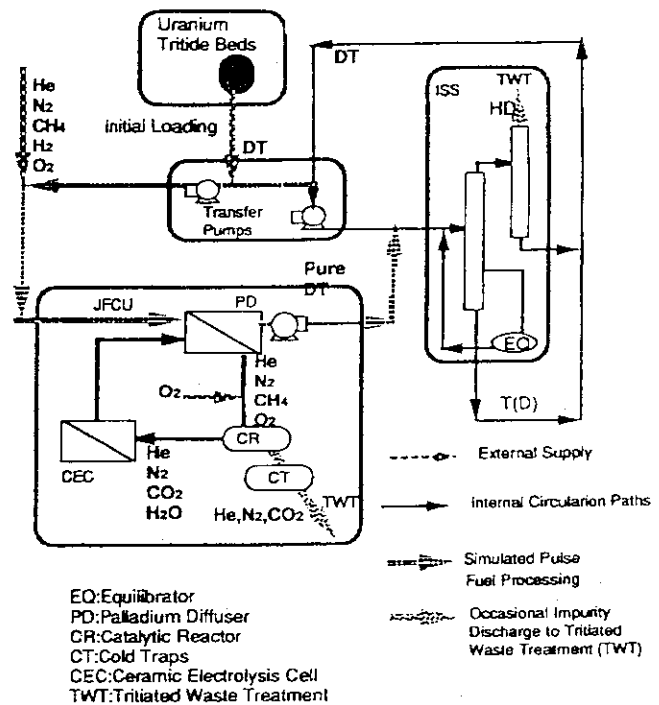 Uranium
Tritide Beds
DT
ISS
TWT
HD
He
N2
CH4
H2
O2
Initial Loading
DT
Transfer
Pumps
Pure
DT
JFCU
PD
EQ
He
N2
CH4
O2
O2
CR
T(D)
CEC
He
N2
CO2
H2O
CT
TWT
He,N2,CO2
External Supply
Internal Circulation Paths
Simulated Pulse
Fuel Processing
Occasional Impurity
Discharge to Tritiated
Waste Treatment (TWT)
EQ:Equilibrator
PD:Palladium Diffuser
CR:Catalytic Reactor
CT:Cold Traps
CEC:Ceramic Electrolysis Cell
TWT:Tritiated Waste Treatment